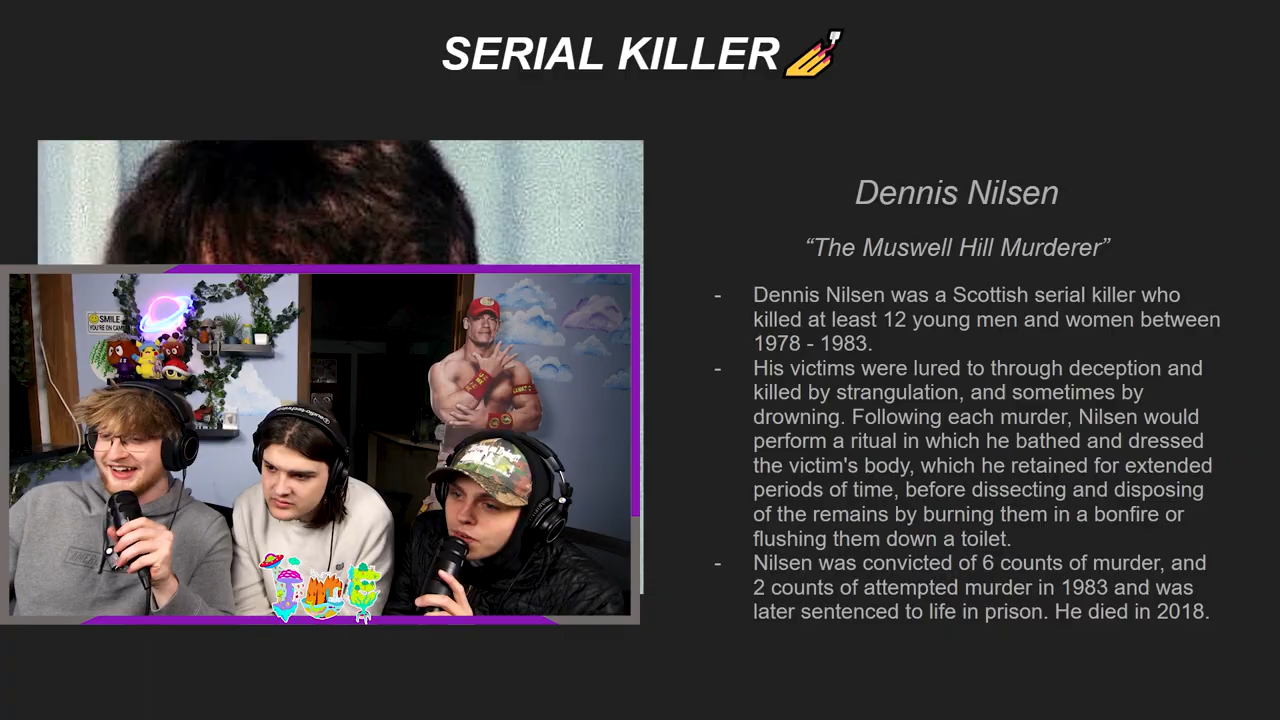 SERIAL KILLER💅
Dennis Nilsen
“The Muswell Hill Murderer”
- Dennis Nilsen was a Scottish serial killer who
killed at least 12 young men and women between
1978 - 1983.
- His victims were lured to through deception and
killed by strangulation, and sometimes by
drowning. Following each murder, Nilsen would
perform a ritual in which he bathed and dressed
the victim's body, which he retained for extended
periods of time, before dissecting and disposing
of the remains by burning them in a bonfire or
flushing them down a toilet.
- Nilsen was convicted of 6 counts of murder, and
2 counts of attempted murder in 1983 and was
later sentenced to life in prison. He died in 2018.
SMILE
YOU'RE ON CAMERA